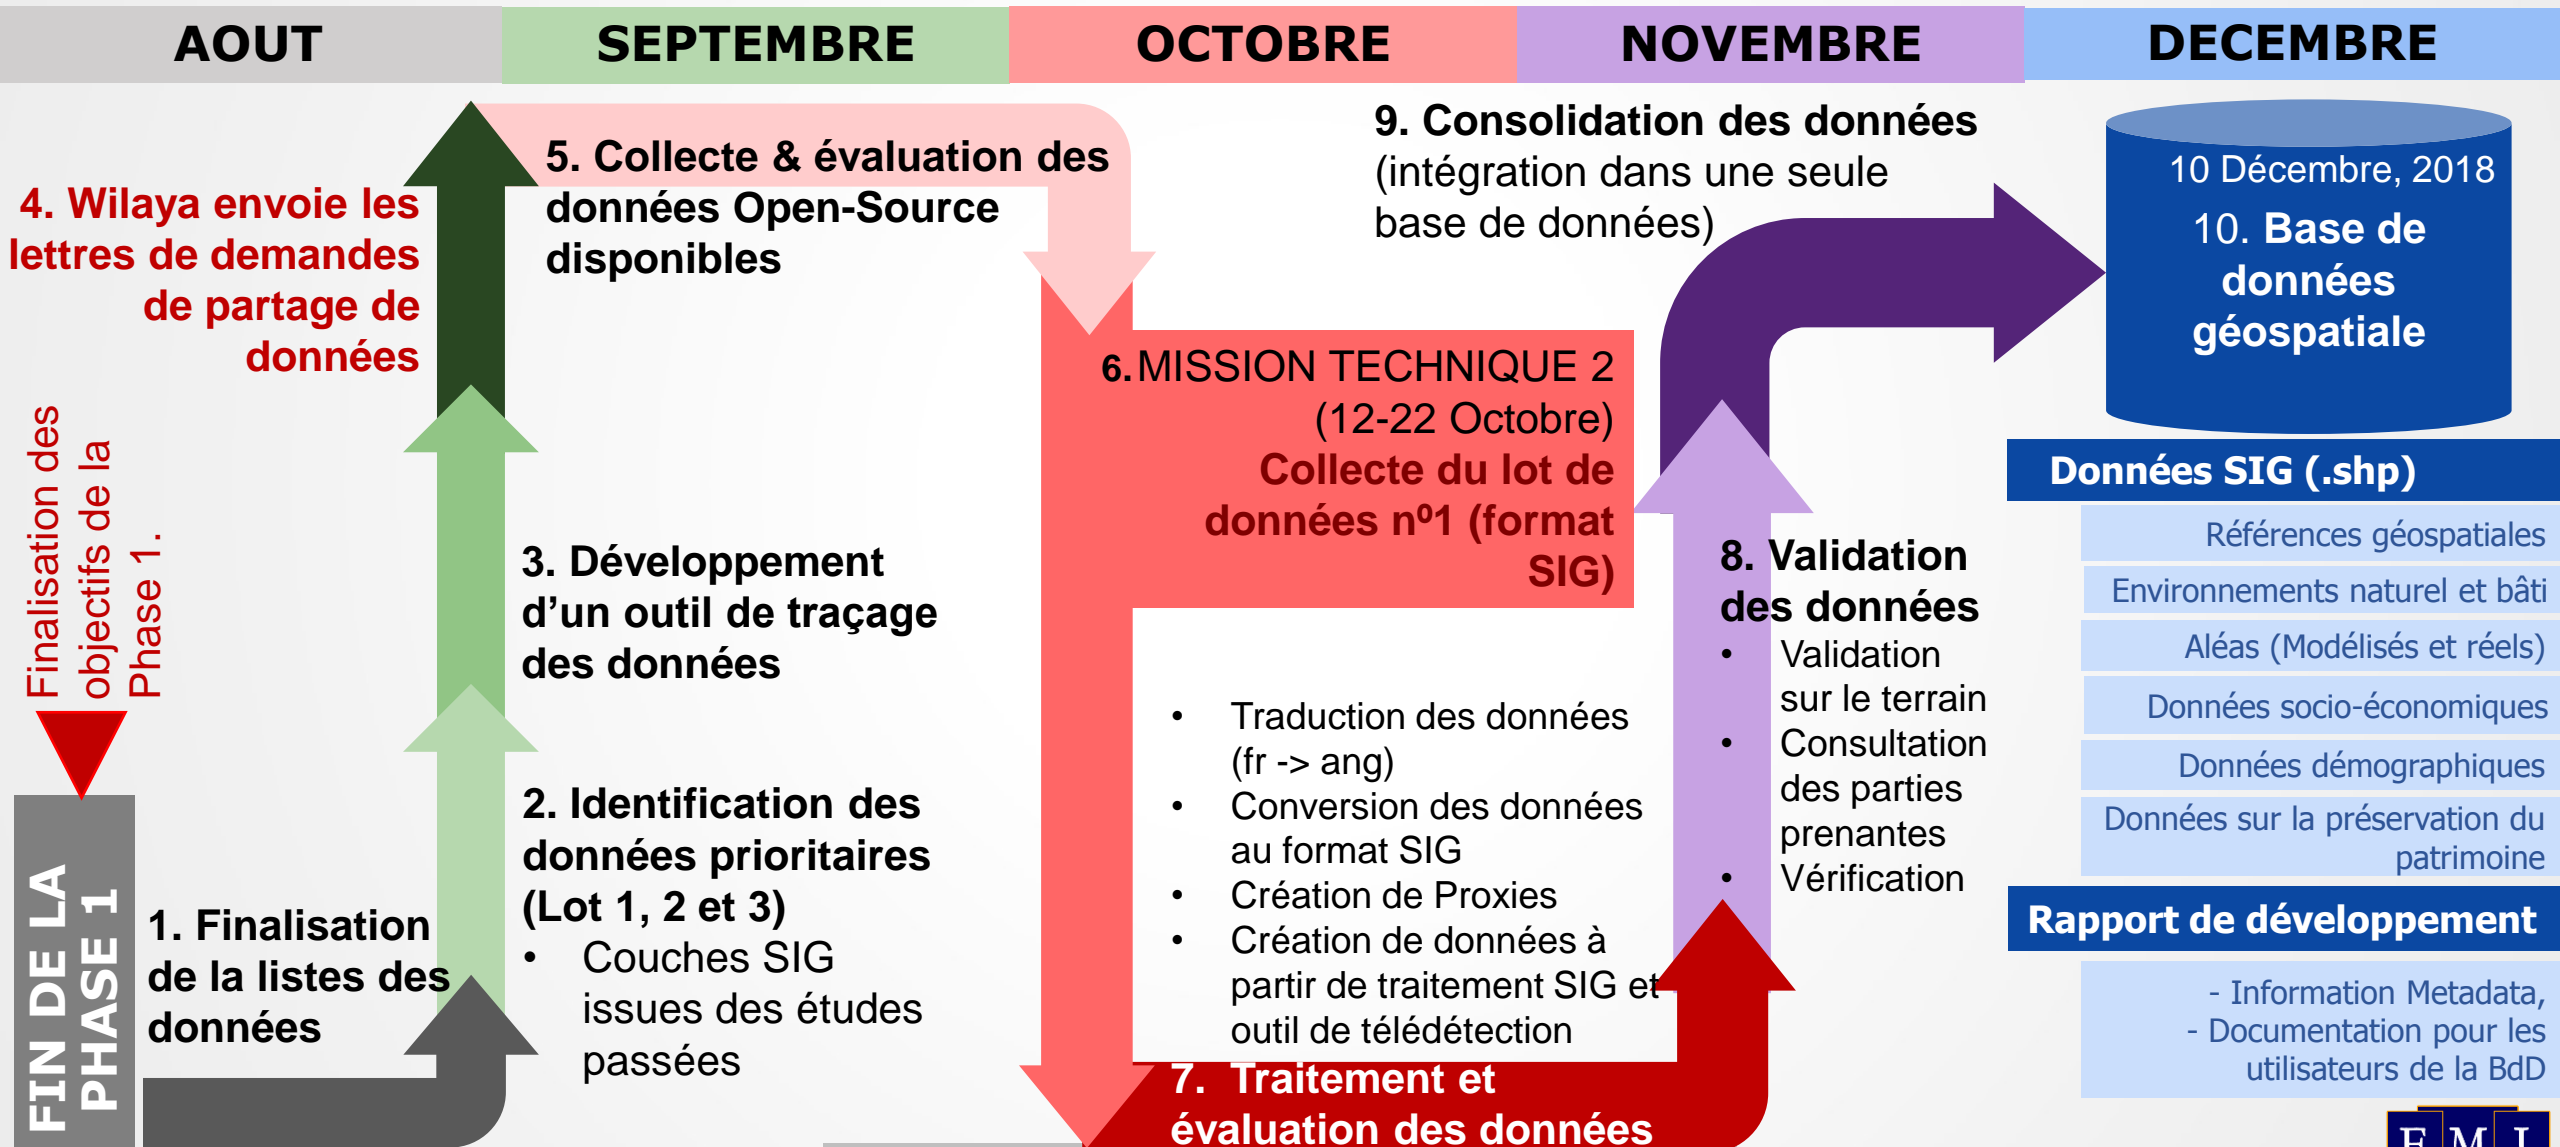 AOUT
SEPTEMBRE
OCTOBRE
NOVEMBRE
DECEMBRE
Finalisation des
objectifs de la
Phase 1.
FIN DE LA
PHASE 1
1. Finalisation
de la listes des
données
2. Identification des
données prioritaires
(Lot 1, 2 et 3)
• Couches SIG
issues des études
passées
3. Développement
d’un outil de traçage
des données
4. Wilaya envoie les
lettres de demandes
de partage de
données
5. Collecte & évaluation des
données Open-Source
disponibles
6. MISSION TECHNIQUE 2
(12-22 Octobre)
Collecte du lot de
données nº1 (format
SIG)
• Traduction des données
(fr -> ang)
• Conversion des données
au format SIG
• Création de Proxies
• Création de données à
partir de traitement SIG et
outil de télédétection
7. Traitement et
évaluation des données
8. Validation
des données
• Validation
sur le terrain
• Consultation
des parties
prenantes
• Vérification
9. Consolidation des données
(intégration dans une seule
base de données)
10 Décembre, 2018
10. Base de
données
géospatiale
Données SIG (.shp)
Références géospatiales
Environnements naturel et bâti
Aléas (Modélisés et réels)
Données socio-économiques
Données démographiques
Données sur la préservation du
patrimoine
Rapport de développement
- Information Metadata,
- Documentation pour les
utilisateurs de la BdD
E M I